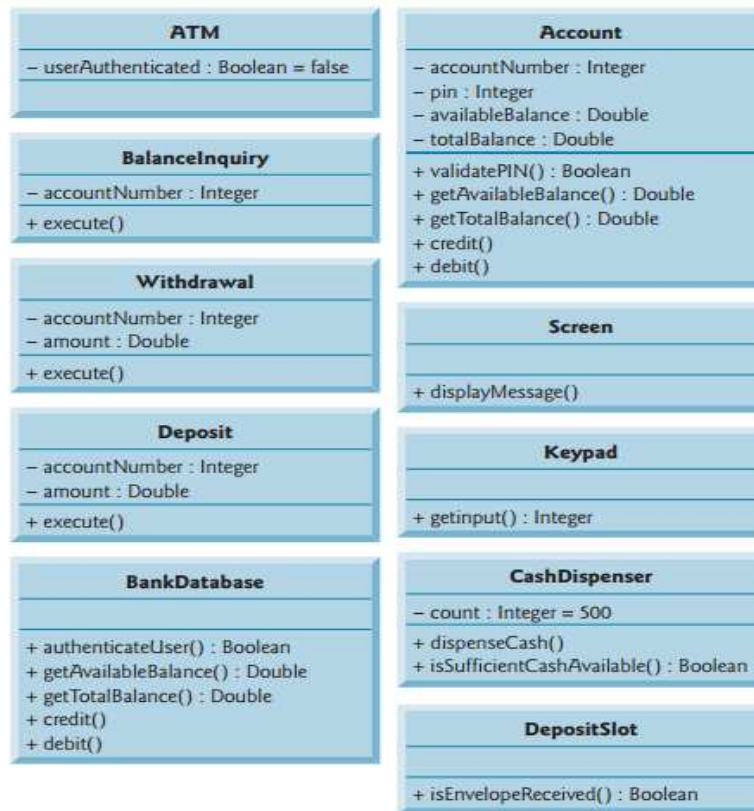 ATM
– userAuthenticated : Boolean = false
BalanceInquiry
– accountNumber : Integer
+ execute()
Withdrawal
– accountNumber : Integer
– amount : Double
+ execute()
Deposit
– accountNumber : Integer
– amount : Double
+ execute()
BankDatabase
+ authenticateUser() : Boolean
+ getAvailableBalance() : Double
+ getTotalBalance() : Double
+ credit()
+ debit()
Account
– accountNumber : Integer
– pin : Integer
– availableBalance : Double
– totalBalance : Double
+ validatePIN() : Boolean
+ getAvailableBalance() : Double
+ getTotalBalance() : Double
+ credit()
+ debit()
Screen
+ displayMessage()
Keypad
+ getinput() : Integer
CashDispenser
– count : Integer = 500
+ dispenseCash()
+ isSufficientCashAvailable() : Boolean
DepositSlot
+ isEnvelopeReceived() : Boolean